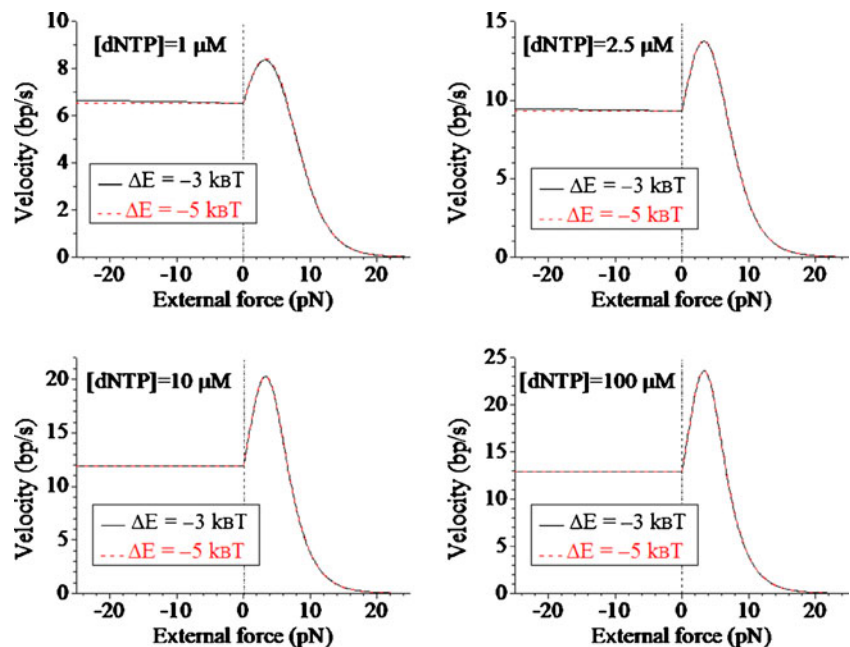 [dNTP]=1 µM
Velocity (bp/s)
10
8
6
4
2
0
ΔE = −3 kBT
ΔE = −5 kBT
-20 -10 0 10 20
External force (pN)
[dNTP]=2.5 µM
Velocity (bp/s)
15
10
5
0
ΔE = −3 kBT
ΔE = −5 kBT
-20 -10 0 10 20
External force (pN)
[dNTP]=10 µM
Velocity (bp/s)
20
15
10
5
0
ΔE = −3 kBT
ΔE = −5 kBT
-20 -10 0 10 20
External force (pN)
[dNTP]=100 µM
Velocity (bp/s)
25
20
15
10
5
0
ΔE = −3 kBT
ΔE = −5 kBT
-20 -10 0 10 20
External force (pN)